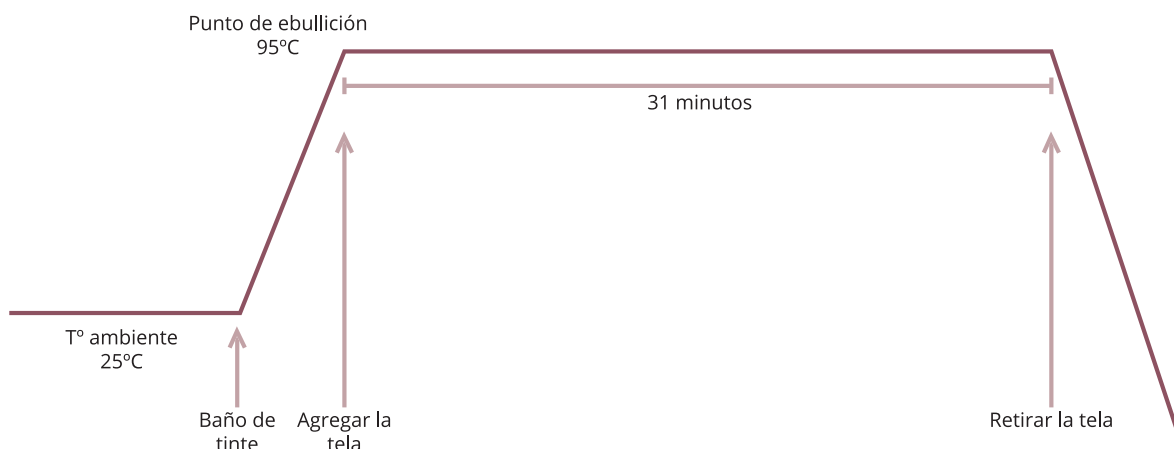 Punto de ebullición
95ºC
31 minutos
Tº ambiente
25ºC
Baño de
tinte
Agregar la
tela
Retirar la tela